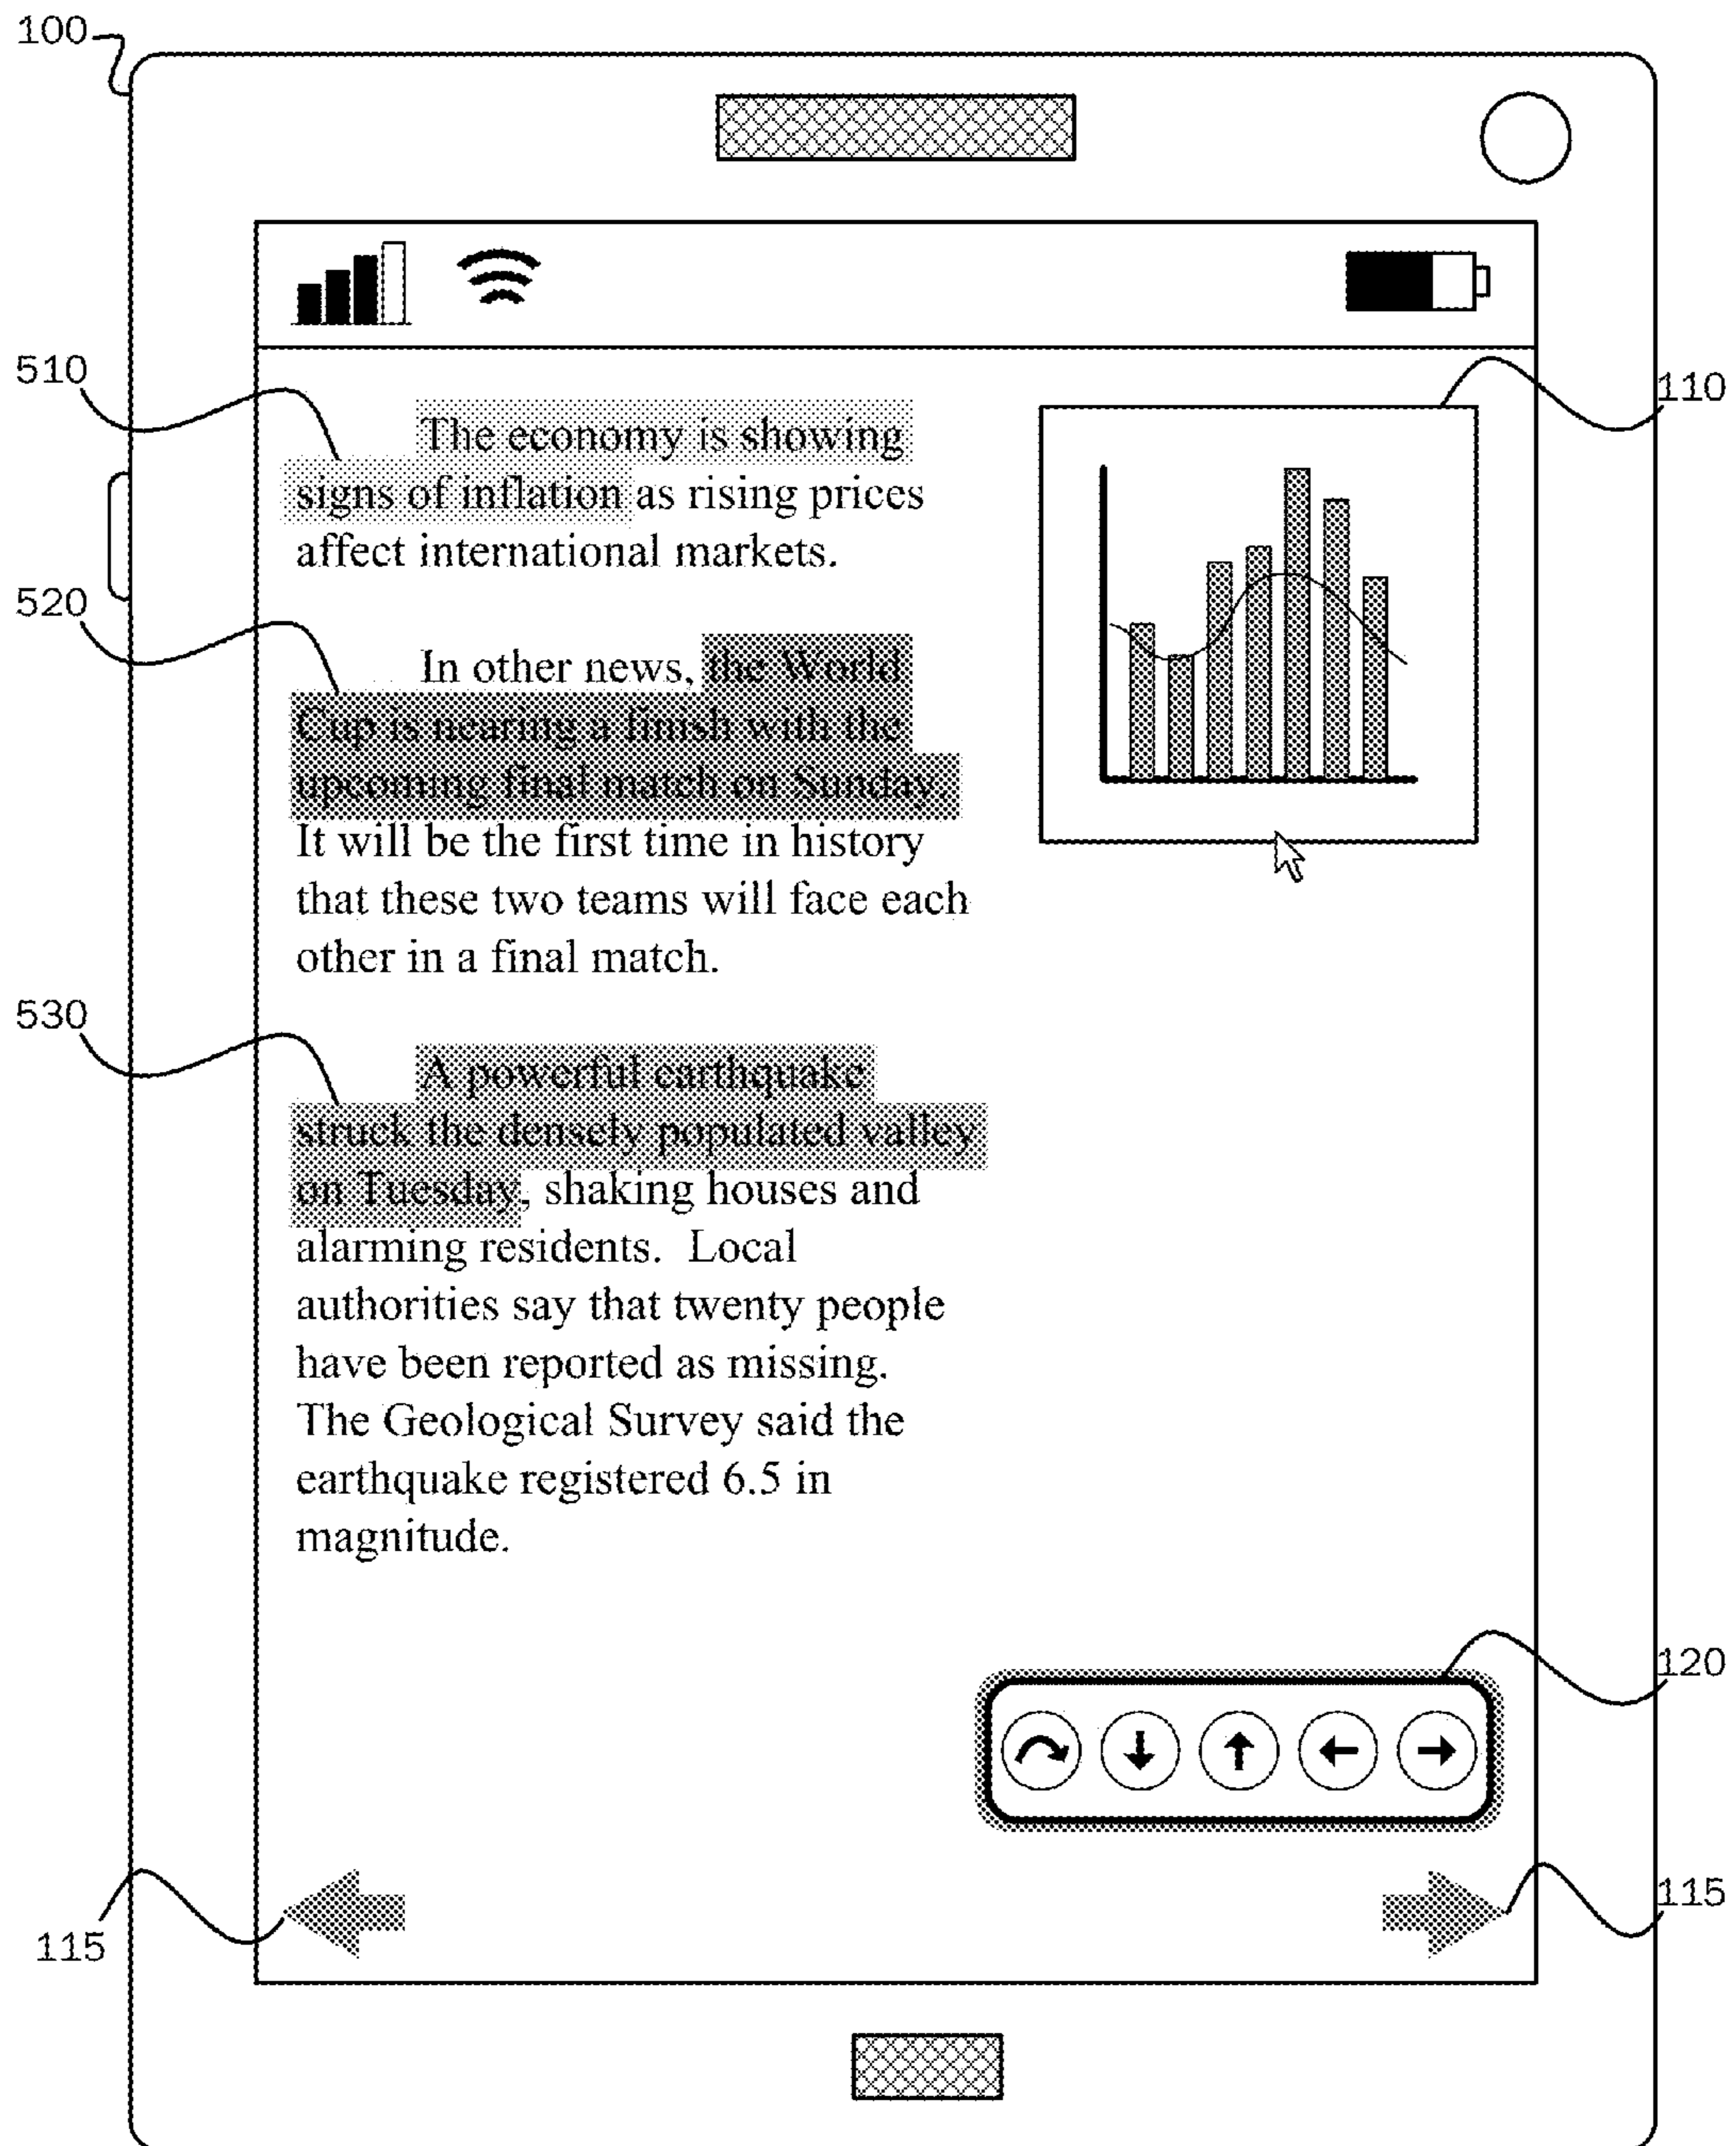 100
510
110
The economy is showing
signs of inflation as rising prices
affect international markets.
520
In other news, the World
Cup is nearing a finish with the
upcoming final match on Sunday.
It will be the first time in history
that these two teams will face each
other in a final match.
530
A powerful earthquake
struck the densely populated valley
on Tuesday, shaking houses and
alarming residents.  Local
authorities say that twenty people
have been reported as missing.
The Geological Survey said the
earthquake registered 6.5 in
magnitude.
120
115
115